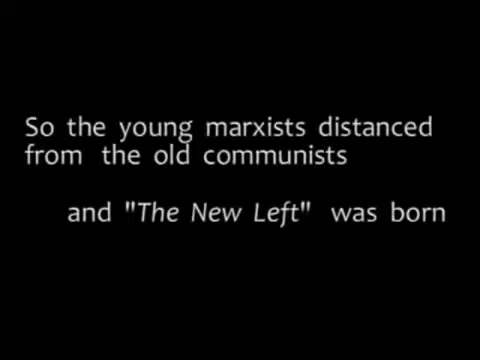 So the young marxists distanced
from the old communists
and "The New Left" was born